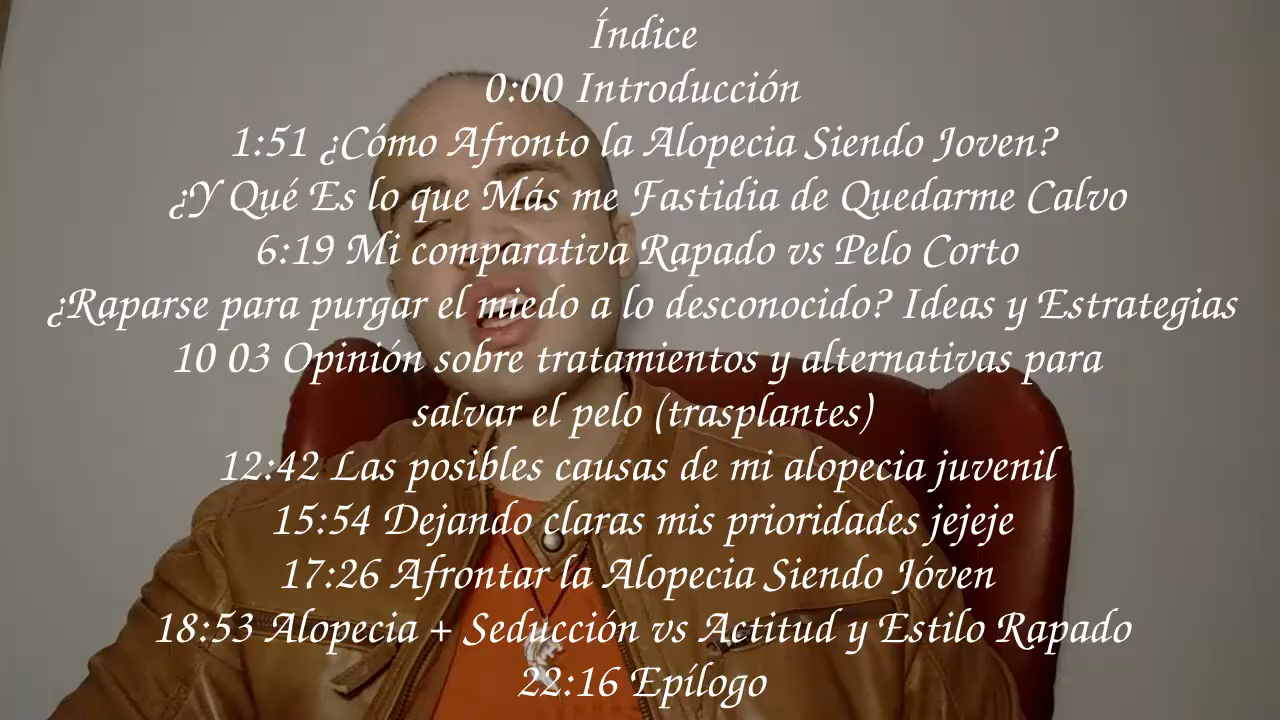 Índice
0:00 Introducción
1:51 ¿Cómo Afronto la Alopecia Siendo Joven?
¿Y Qué Es lo que Más me Fastidia de Quedarme Calvo
6:19 Mi comparativa Rapado vs Pelo Corto
¿Raparse para purgar el miedo a lo desconocido? Ideas y Estrategias
10 03 Opinión sobre tratamientos y alternativas para
salvar el pelo (trasplantes)
12:42 Las posibles causas de mi alopecia juvenil
15:54 Dejando claras mis prioridades jejeje
17:26 Afrontar la Alopecia Siendo Jóven
18:53 Alopecia + Seducción vs Actitud y Estilo Rapado
22:16 Epílogo